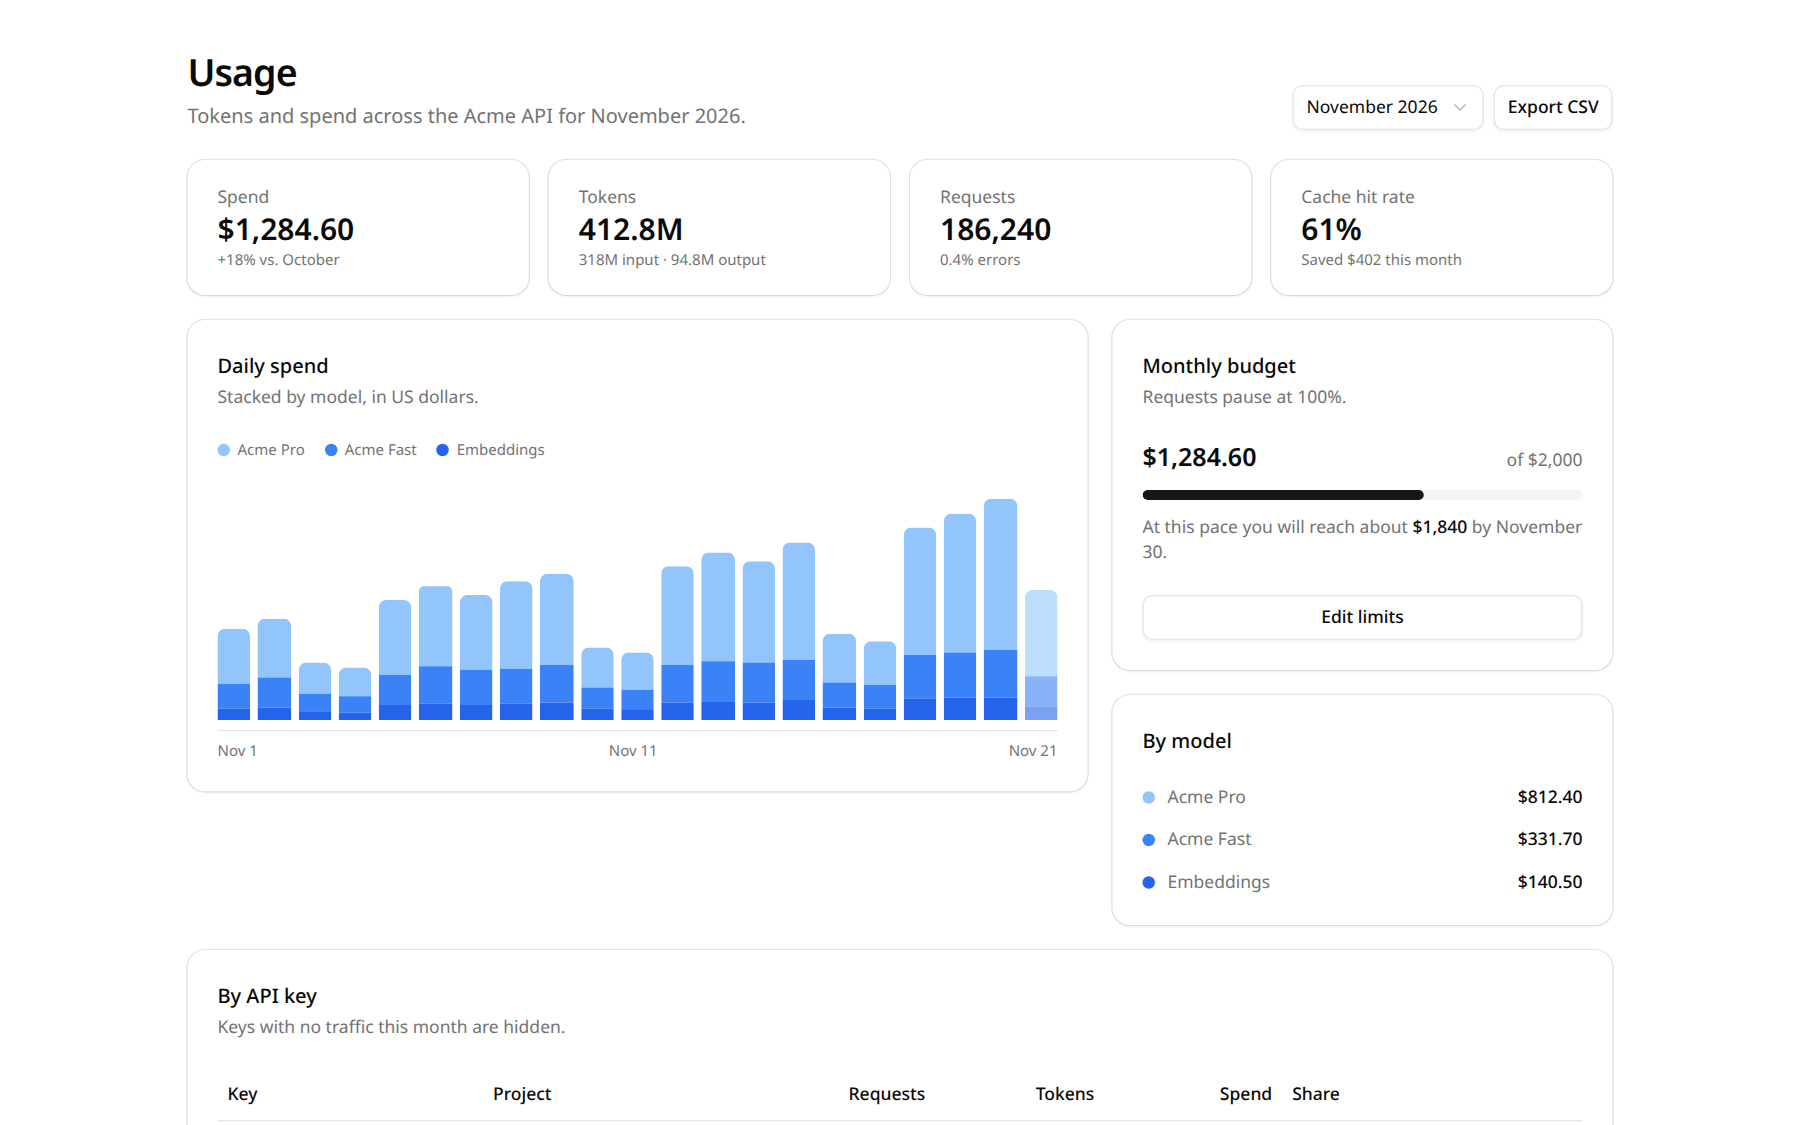 Usage
Tokens and spend across the Acme API for November 2026.
November 2026
Export CSV
Spend
$1,284.60
+18% vs. October
Tokens
412.8M
318M input · 94.8M output
Requests
186,240
0.4% errors
Cache hit rate
61%
Saved $402 this month
Daily spend
Stacked by model, in US dollars.
Acme Pro
Acme Fast
Embeddings
Nov 1
Nov 11
Nov 21
Monthly budget
Requests pause at 100%.
$1,284.60
of $2,000
At this pace you will reach about $1,840 by November
30.
Edit limits
By model
Acme Pro
$812.40
Acme Fast
$331.70
Embeddings
$140.50
By API key
Keys with no traffic this month are hidden.
Key
Project
Requests
Tokens
Spend
Share